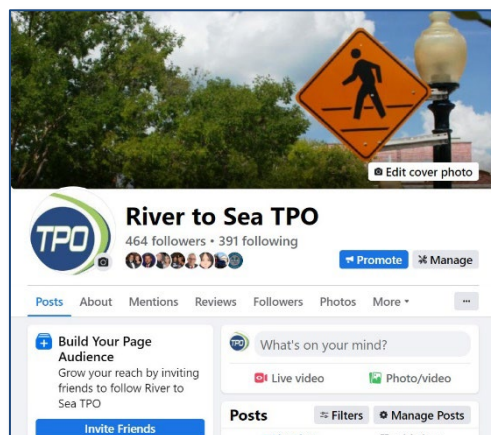 Edit cover photo
TPO
River to Sea TPO
464 followers • 391 following
Promote
Manage
Posts About Mentions Reviews Followers Photos More
Build Your Page
Audience
Grow your reach by inviting
friends to follow River to
Sea TPO
Invite Friends
TPO
What's on your mind?
Live video
Photo/video
Posts
Filters
Manage Posts